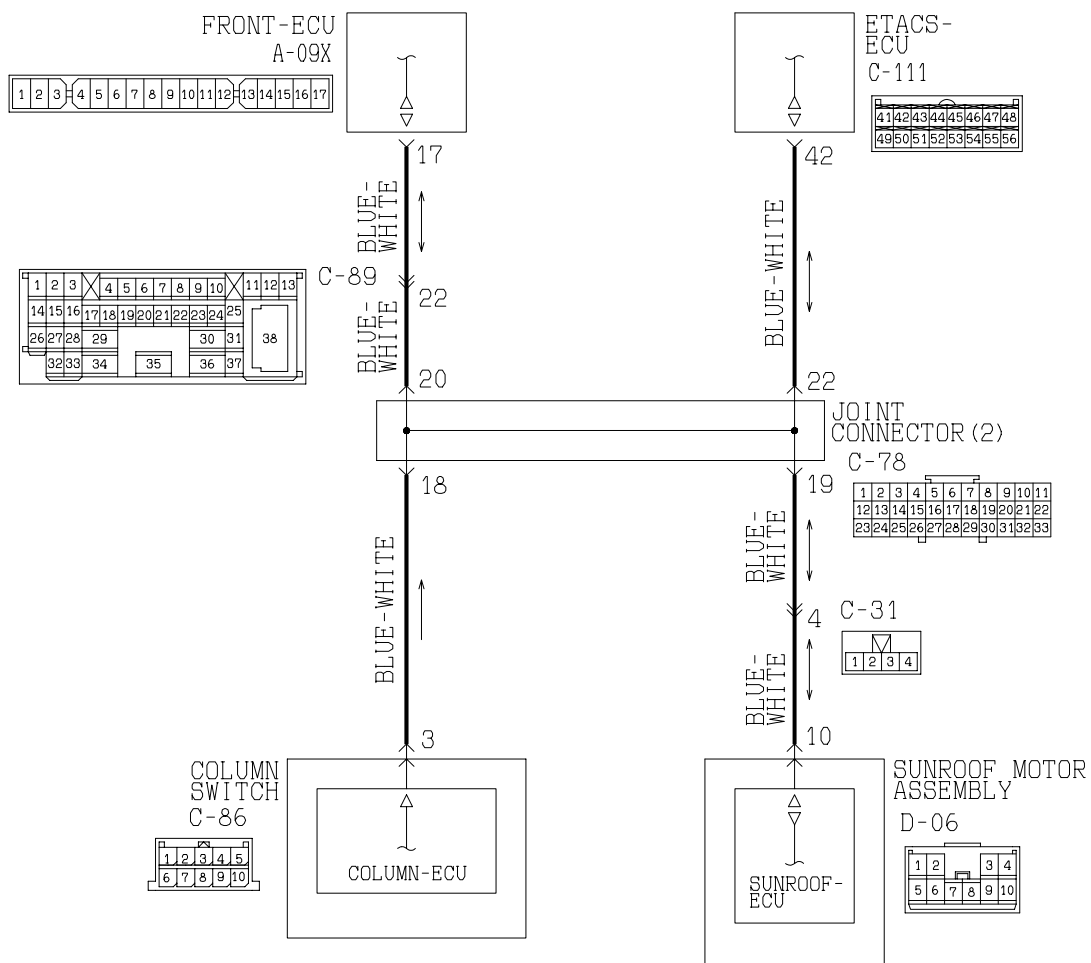 FRONT-ECU
A-09X
1 2 3 4 5 6 7 8 9 10 11 12 13 14 15 16 17
ETACS-
ECU
C-111
41 42 43 44 45 46 47 48
49 50 51 52 53 54 55 56
17
42
BLUE-
WHITE
BLUE-WHITE
C-89
1 2 3 4 5 6 7 8 9 10 11 12 13
14 15 16 17 18 19 20 21 22 23 24 25
26 27 28 29 30 31 38
32 33 34 35 36 37
22
BLUE-
WHITE
20
22
JOINT
CONNECTOR(2)
C-78
1 2 3 4 5 6 7 8 9 10 11
12 13 14 15 16 17 18 19 20 21 22
23 24 25 26 27 28 29 30 31 32 33
18
19
BLUE-WHITE
BLUE-
WHITE
4
C-31
1 2 3 4
BLUE-
WHITE
3
10
COLUMN
SWITCH
C-86
1 2 3 4 5
6 7 8 9 10
COLUMN-ECU
SUNROOF-
ECU
SUNROOF MOTOR
ASSEMBLY
D-06
1 2 3 4
5 6 7 8 9 10